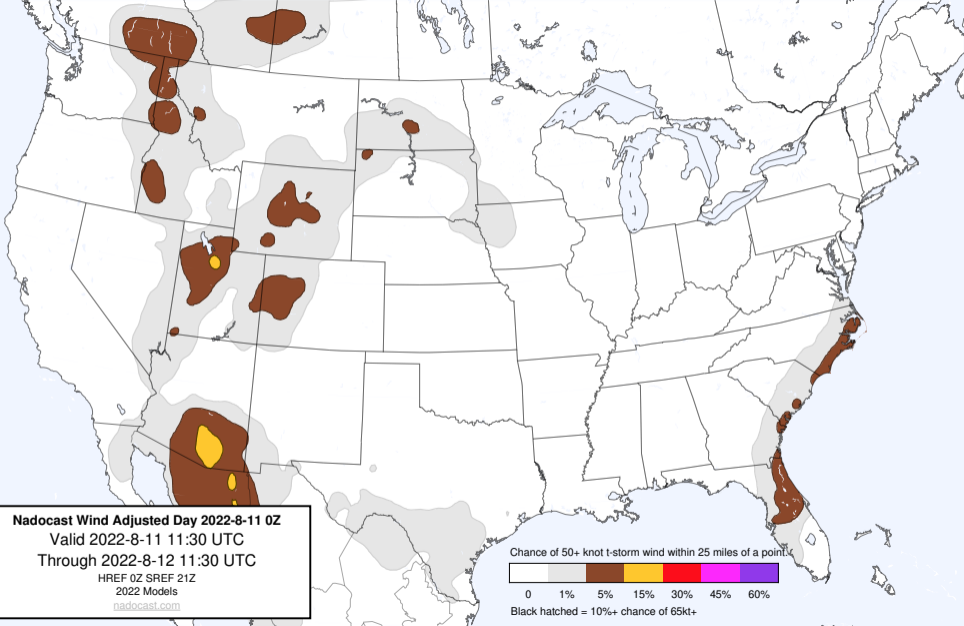 Nadocast Wind Adjusted Day 2022-8-11 0Z
Valid 2022-8-11 11:30 UTC
Through 2022-8-12 11:30 UTC
HREF 0Z SREF 21Z
2022 Models
nadocast.com
Chance of 50+ knot t-storm wind within 25 miles of a point.
0 1% 5% 15% 30% 45% 60%
Black hatched = 10%+ chance of 65kt+